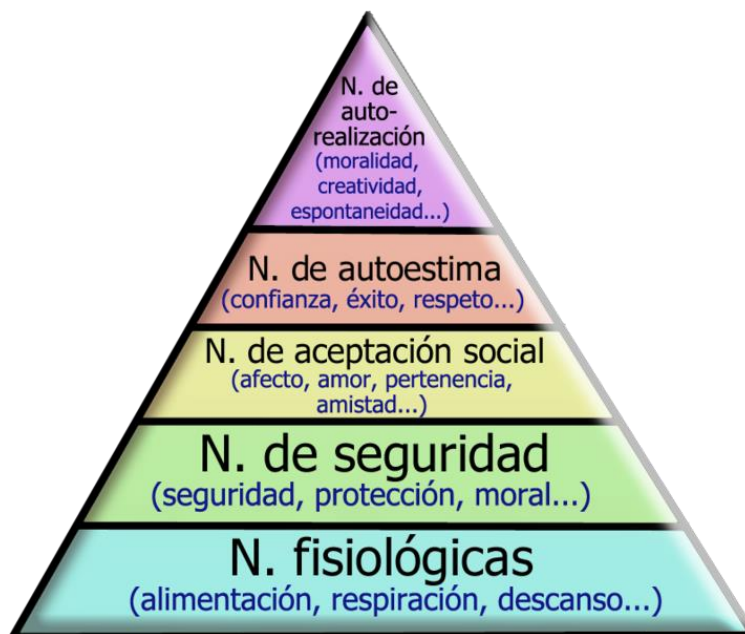 N. de
auto-
realización
(moralidad,
creatividad,
espontaneidad...)
N. de autoestima
(confianza, éxito, respeto...)
N. de aceptación social
(afecto, amor, pertenencia,
amistad...)
N. de seguridad
(seguridad, protección, moral...)
N. fisiológicas
(alimentación, respiración, descanso...)